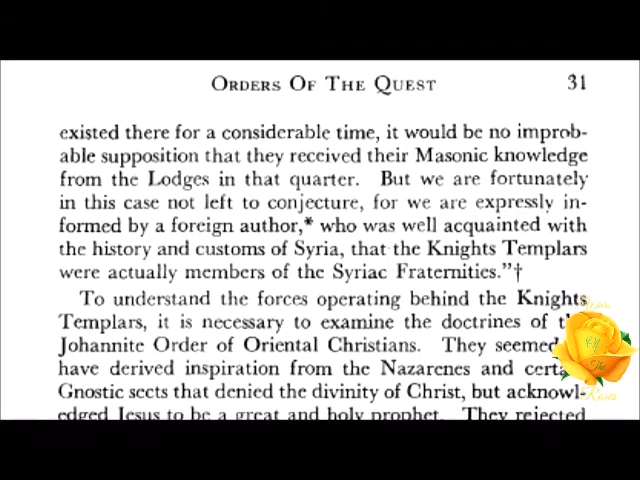 ORDERS OF THE QUEST 31
existed there for a considerable time, it would be no improb-
able supposition that they received their Masonic knowledge
from the Lodges in that quarter. But we are fortunately
in this case not left to conjecture, for we are expressly in-
formed by a foreign author,* who was well acquainted with
the history and customs of Syria, that the Knights Templars
were actually members of the Syriac Fraternities."†
To understand the forces operating behind the Knights
Templars, it is necessary to examine the doctrines of
Johannite Order of Oriental Christians. They seemed
have derived inspiration from the Nazarenes and
Gnostic sects that denied the divinity of Christ, but acknowl-
edged Jesus to be a great and holy prophet. They rejected
Of
The